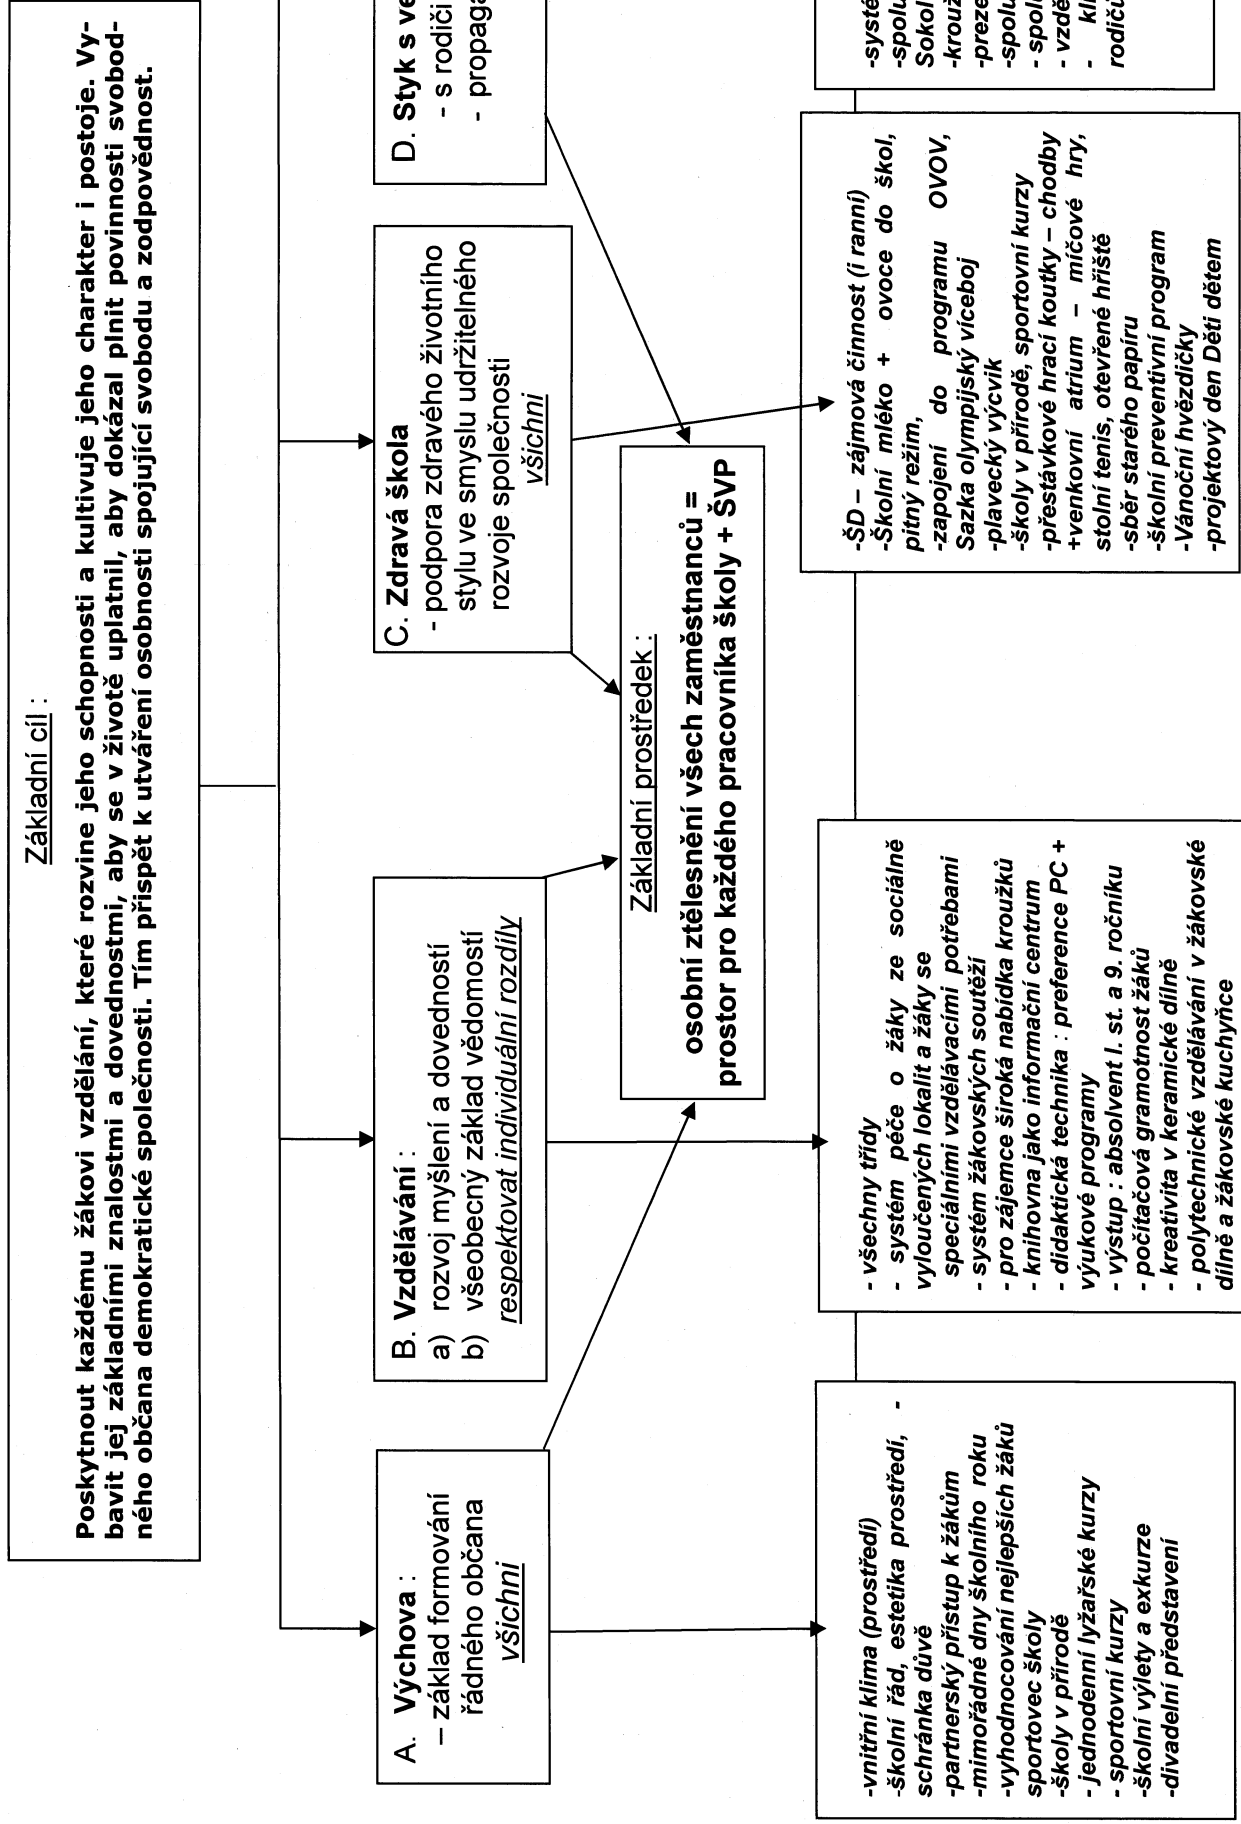 Základní cíl :
Poskytnout každému žákovi vzdělání, které rozvine jeho schopnosti a kultivuje jeho charakter i postoje. Vy-
bavit jej základními znalostmi a dovednostmi, aby se v životě uplatnil, aby dokázal plnit povinnosti svobod-
ného občana demokratické společnosti. Tím přispět k utváření osobnosti spojující svobodu a zodpovědnost.
A. Výchova :
– základ formování
řádného občana
všichni
B. Vzdělávání :
a) rozvoj myšlení a dovedností
b) všeobecný základ vědomostí
respektovat individuální rozdíly
C. Zdravá škola
- podpora zdravého životního
stylu ve smyslu udržitelného
rozvoje společnosti
všichni
D. Styk s ve
- s rodiči
- propaga
Základní prostředek :
osobní ztělesnění všech zaměstnanců =
prostor pro každého pracovníka školy + ŠVP
-vnitřní klima (prostředí)
-školní řád, estetika prostředí, -
schránka důvě
-partnerský přístup k žákům
-mimořádné dny školního roku
-vyhodnocování nejlepších žáků
sportovec školy
-školy v přírodě
- jednodenní lyžařské kurzy
- sportovní kurzy
-školní výlety a exkurze
-divadelní představení
- všechny třídy
- systém péče o žáky ze sociálně
vyloučených lokalit a žáky se
speciálními vzdělávacími potřebami
- systém žákovských soutěží
- pro zájemce široká nabídka kroužků
- knihovna jako informační centrum
- didaktická technika : preference PC +
výukové programy
- výstup : absolvent I. st. a 9. ročníku
- počítačová gramotnost žáků
- kreativita v keramické dílně
- polytechnické vzdělávání v žákovské
dílně a žákovské kuchyňce
-ŠD – zájmová činnost (i ranní)
-Školní mléko + ovoce do škol,
pitný režim,
-zapojení do programu OVOV,
Sazka olympijský víceboj
-plavecký výcvik
-školy v přírodě, sportovní kurzy
-přestávkové hrací koutky – chodby
+venkovní atrium – míčové hry,
stolní tenis, otevřené hřiště
-sběr starého papíru
-školní preventivní program
-Vánoční hvězdičky
-projektový den Děti dětem
-systé
-spolu
Sokol
-krouž
-preze
-spolu
- spolu
- vzdě
- kl
rodičů